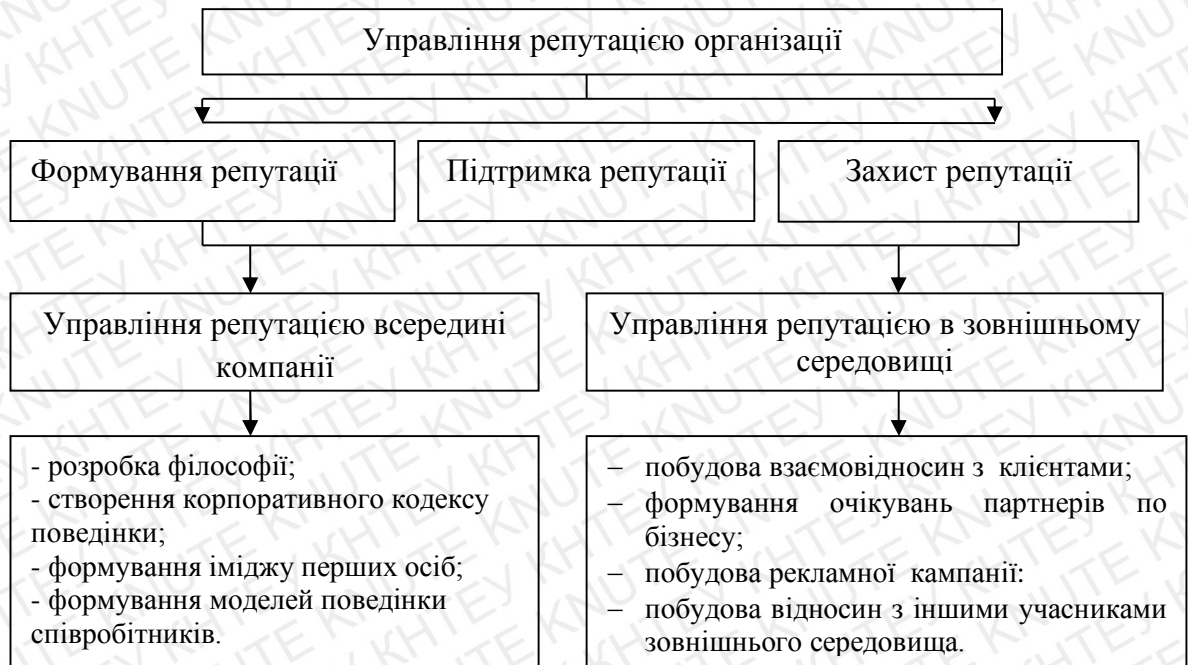 Управління репутацією організації
Формування репутації
Підтримка репутації
Захист репутації
Управління репутацією всередині
компанії
Управління репутацією в зовнішньому
середовищі
- розробка філософії;
- створення корпоративного кодексу
поведінки;
- формування іміджу перших осіб;
- формування моделей поведінки
співробітників.
– побудова взаємовідносин з клієнтами;
– формування очікувань партнерів по
бізнесу;
– побудова рекламної кампанії:
– побудова відносин з іншими учасниками
зовнішнього середовища.